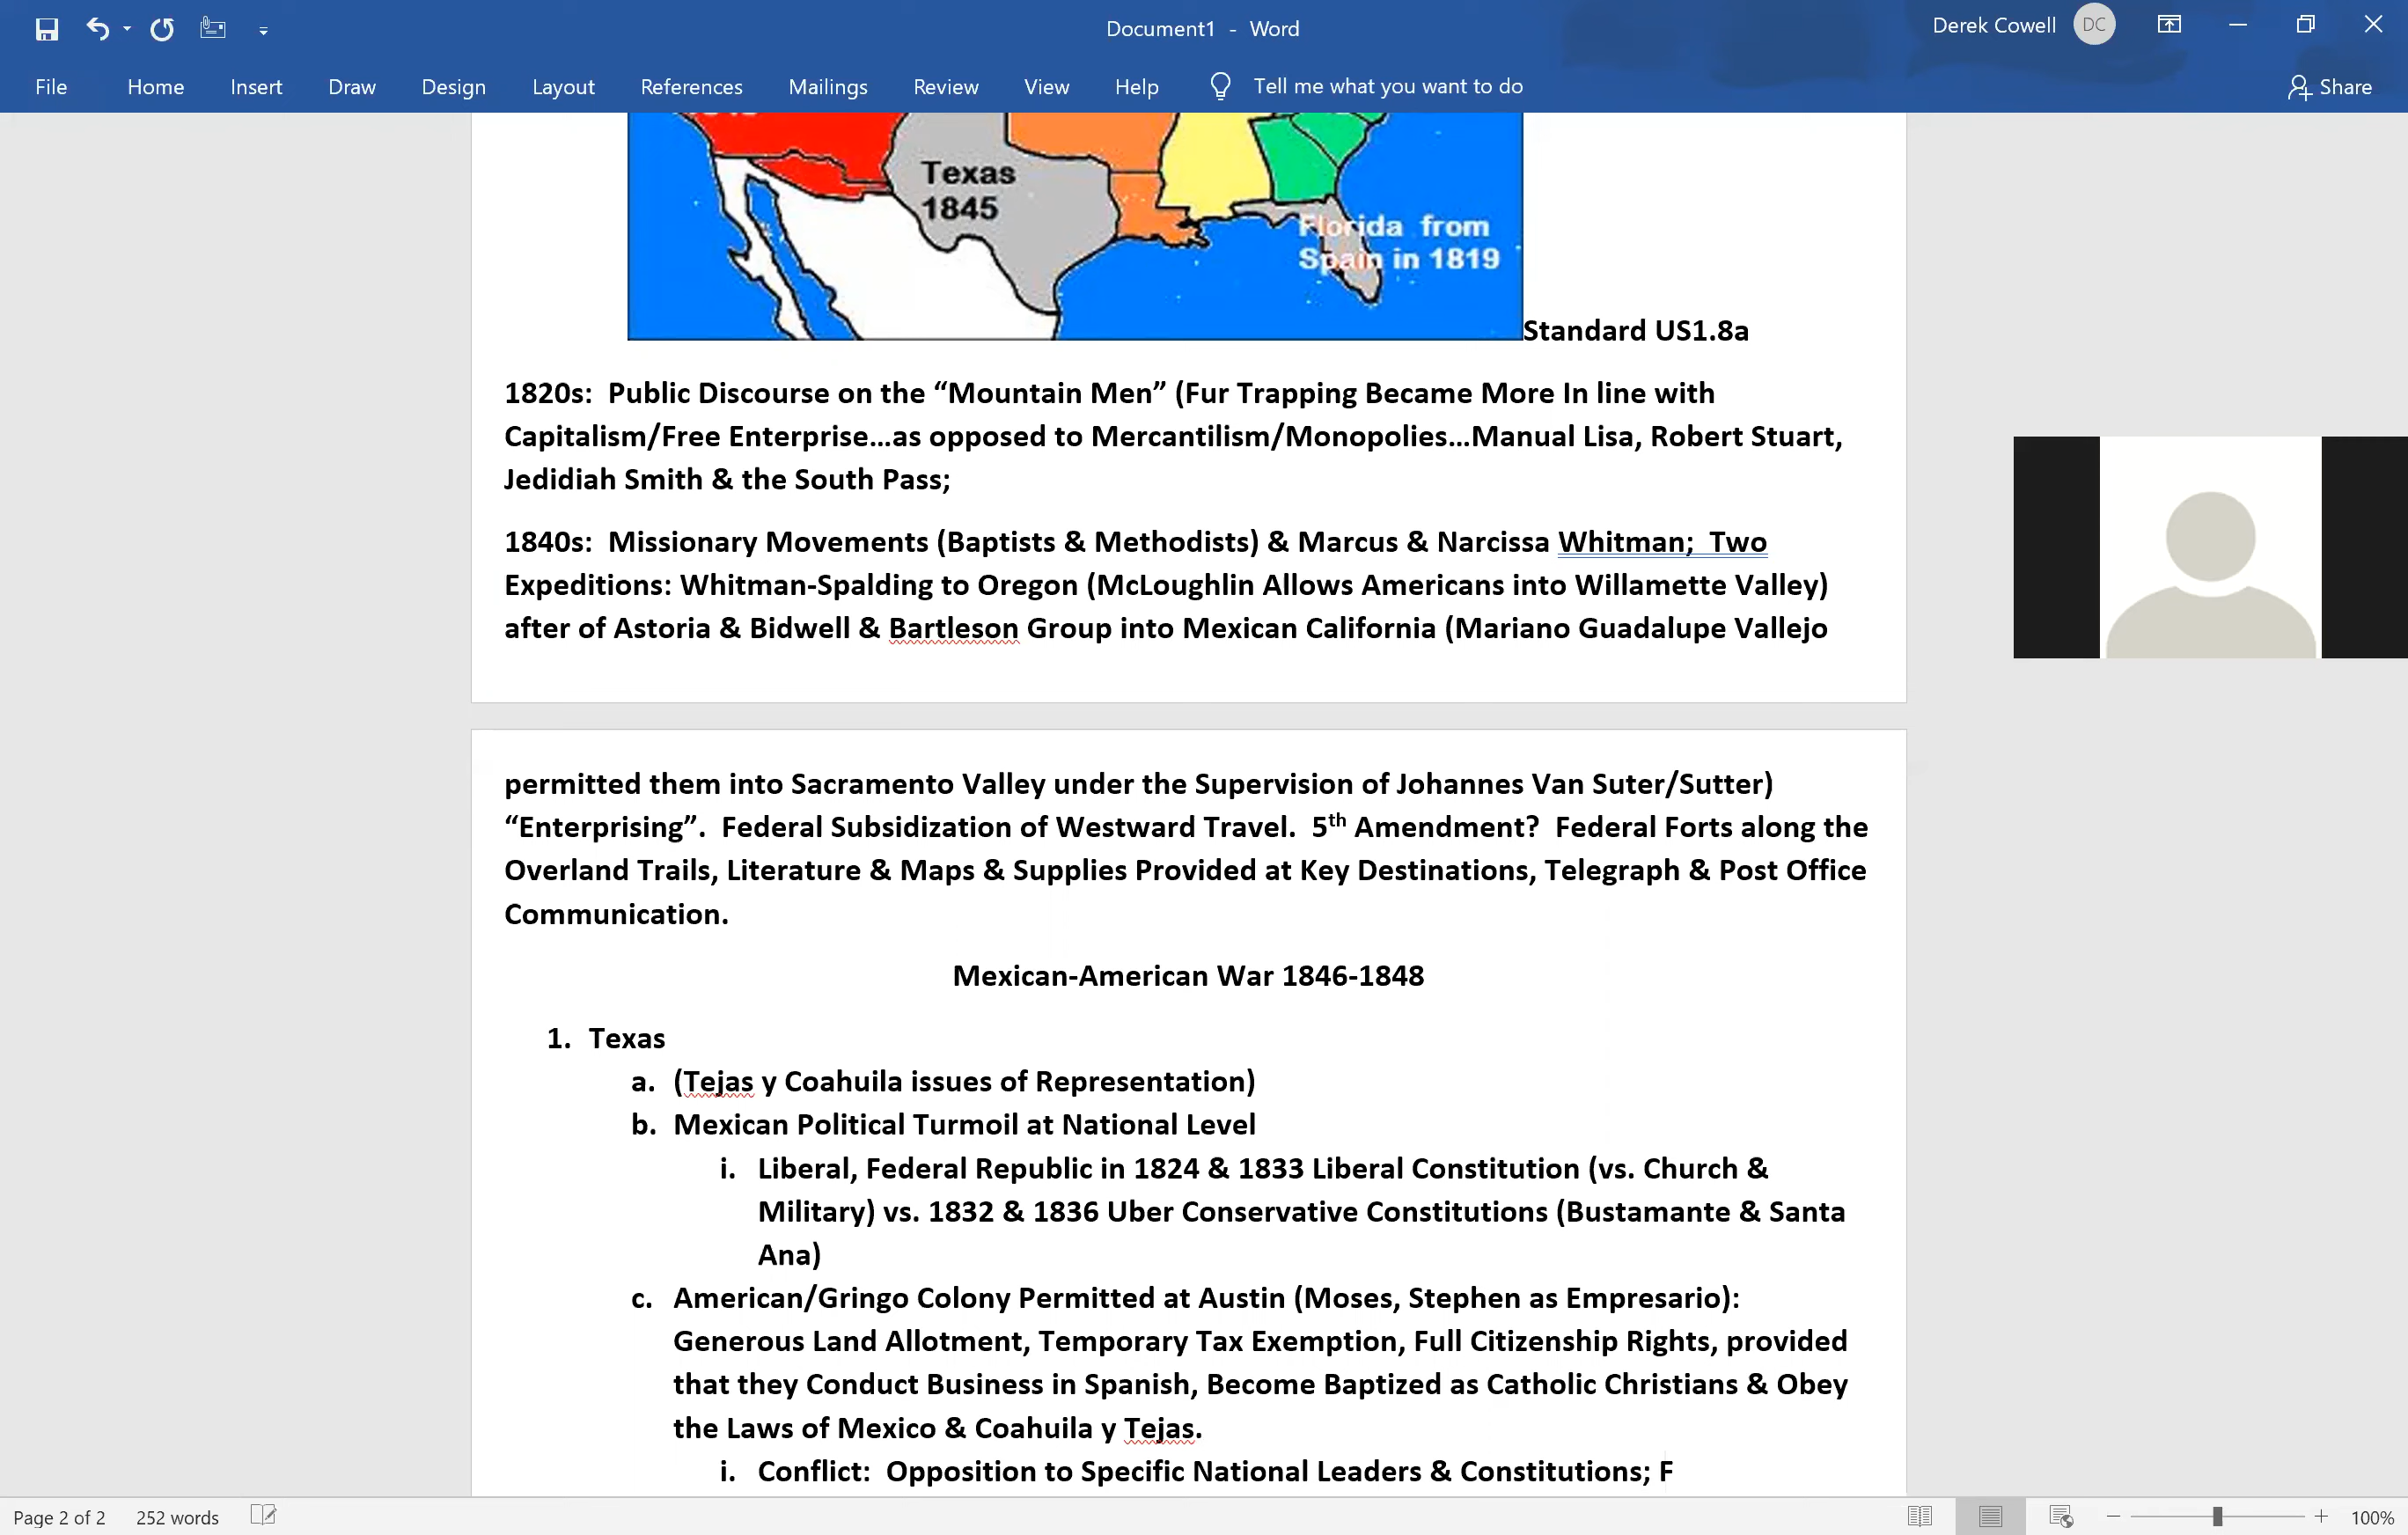 Document1 - Word
Derek Cowell
DC
File Home Insert Draw Design Layout References Mailings Review View Help Tell me what you want to do Share
Texas
1845
Florida from
Spain in 1819
Standard US1.8a
1820s: Public Discourse on the “Mountain Men” (Fur Trapping Became More In line with
Capitalism/Free Enterprise…as opposed to Mercantilism/Monopolies…Manual Lisa, Robert Stuart,
Jedidiah Smith & the South Pass;
1840s: Missionary Movements (Baptists & Methodists) & Marcus & Narcissa Whitman; Two
Expeditions: Whitman-Spalding to Oregon (McLoughlin Allows Americans into Willamette Valley)
after of Astoria & Bidwell & Bartleson Group into Mexican California (Mariano Guadalupe Vallejo
permitted them into Sacramento Valley under the Supervision of Johannes Van Suter/Sutter)
“Enterprising”. Federal Subsidization of Westward Travel. 5th Amendment? Federal Forts along the
Overland Trails, Literature & Maps & Supplies Provided at Key Destinations, Telegraph & Post Office
Communication.
Mexican-American War 1846-1848
1. Texas
a. (Tejas y Coahuila issues of Representation)
b. Mexican Political Turmoil at National Level
i. Liberal, Federal Republic in 1824 & 1833 Liberal Constitution (vs. Church &
Military) vs. 1832 & 1836 Uber Conservative Constitutions (Bustamante & Santa
Ana)
c. American/Gringo Colony Permitted at Austin (Moses, Stephen as Empresario):
Generous Land Allotment, Temporary Tax Exemption, Full Citizenship Rights, provided
that they Conduct Business in Spanish, Become Baptized as Catholic Christians & Obey
the Laws of Mexico & Coahuila y Tejas.
i. Conflict: Opposition to Specific National Leaders & Constitutions; F
Page 2 of 2 252 words 100%